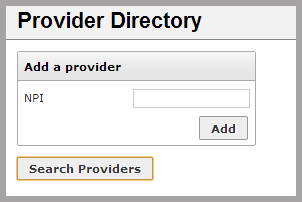 Provider Directory
Add a provider
NPI
Add
Search Providers